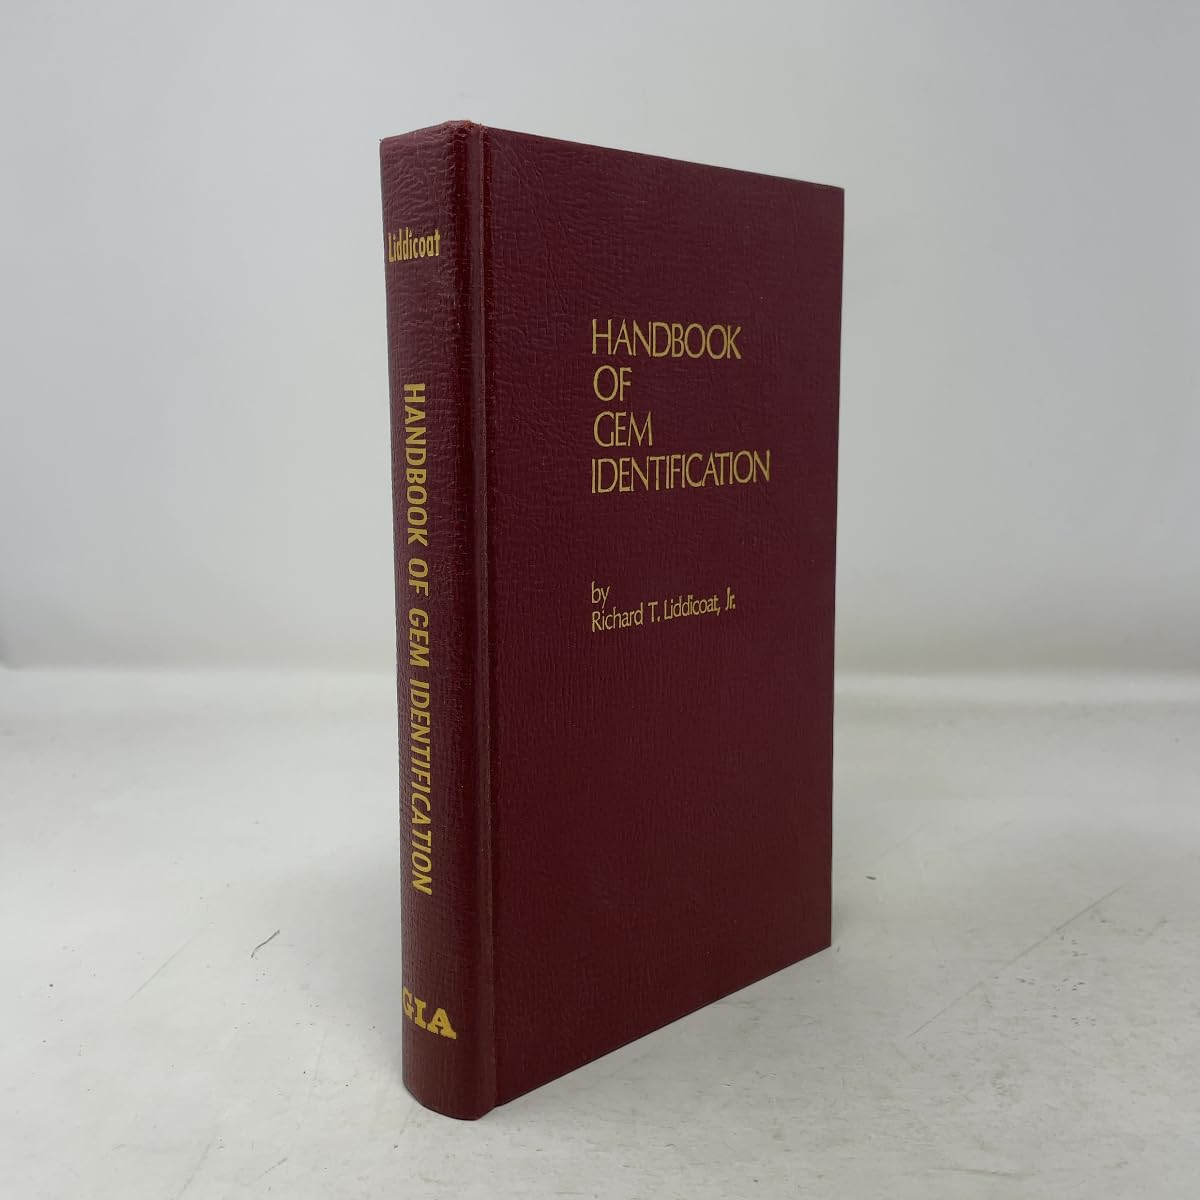 Liddicoat
HANDBOOK OF GEM IDENTIFICATION
GIA
HANDBOOK
OF
GEM
IDENTIFICATION
by
Richard T. Liddicoat, Jr.